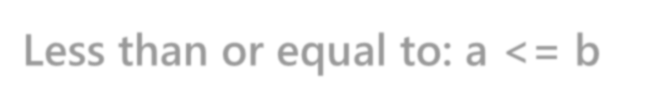 Less than or equal to: a <= b